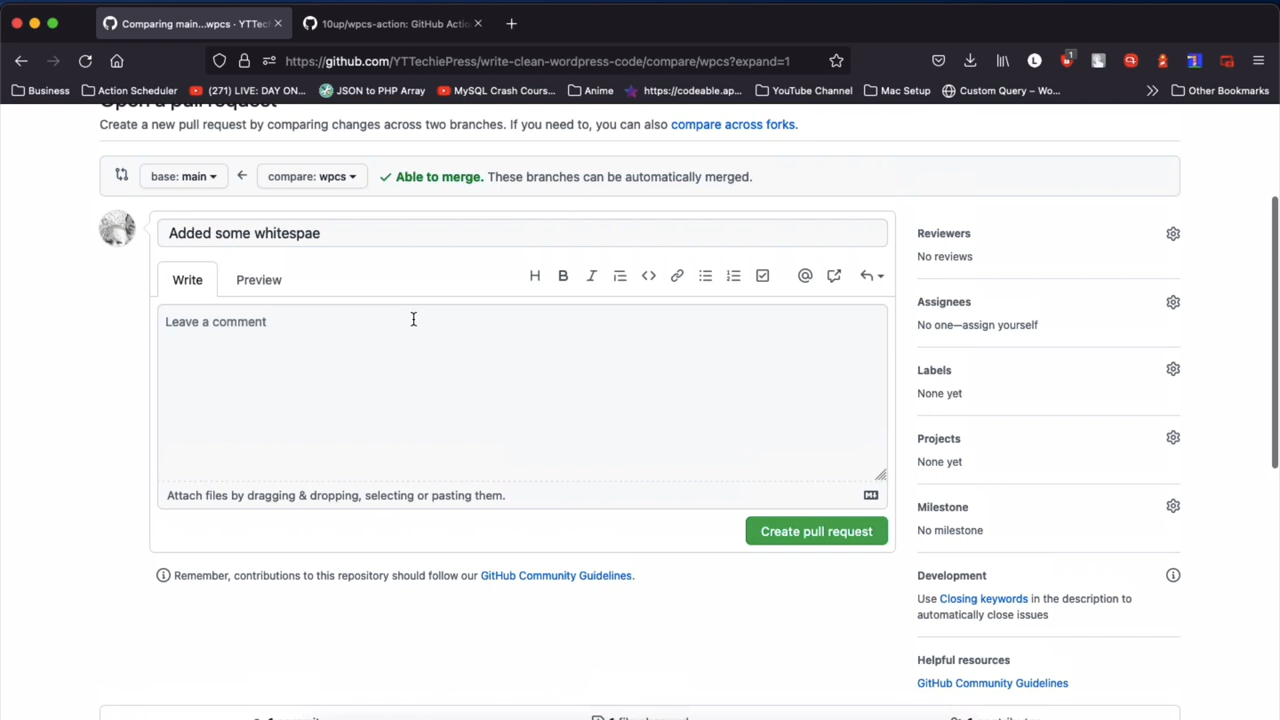 Comparing main...wpcs · YTTec
10up/wpcs-action: GitHub Actio
https://github.com/YTTechiePress/write-clean-wordpress-code/compare/wpcs?expand=1
L
1
Business
Action Scheduler
(271) LIVE: DAY ON...
JSON to PHP Array
MySQL Crash Cours...
Anime
https://codeable.ap...
YouTube Channel
Mac Setup
Custom Query – Wo...
Other Bookmarks
Open a pull request
Create a new pull request by comparing changes across two branches. If you need to, you can also compare across forks.
base: main
compare: wpcs
Able to merge. These branches can be automatically merged.
Added some whitespae
Write
Preview
Leave a comment
Attach files by dragging & dropping, selecting or pasting them.
Create pull request
Remember, contributions to this repository should follow our GitHub Community Guidelines.
Reviewers
No reviews
Assignees
No one—assign yourself
Labels
None yet
Projects
None yet
Milestone
No milestone
Development
Use Closing keywords in the description to
automatically close issues
Helpful resources
GitHub Community Guidelines